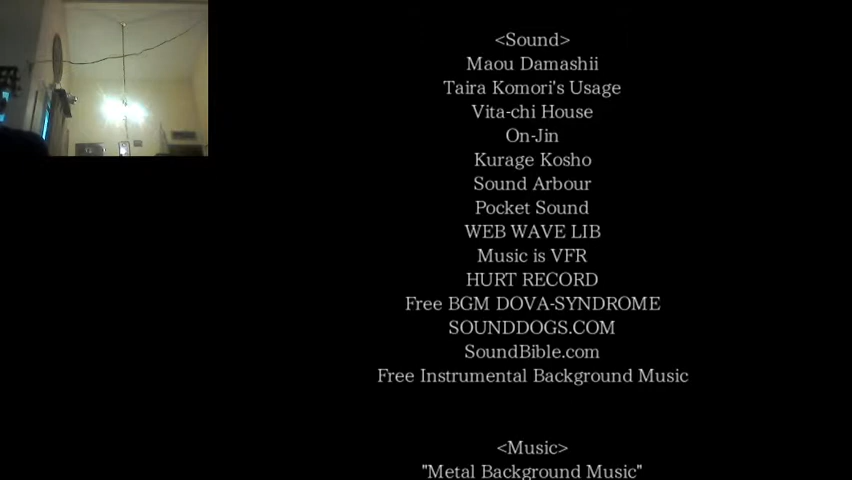 <Sound>
Maou Damashii
Taira Komori's Usage
Vita-chi House
On-Jin
Kurage Kosho
Sound Arbour
Pocket Sound
WEB WAVE LIB
Music is VFR
HURT RECORD
Free BGM DOVA-SYNDROME
SOUNDDOGS.COM
SoundBible.com
Free Instrumental Background Music
<Music>
"Metal Background Music"